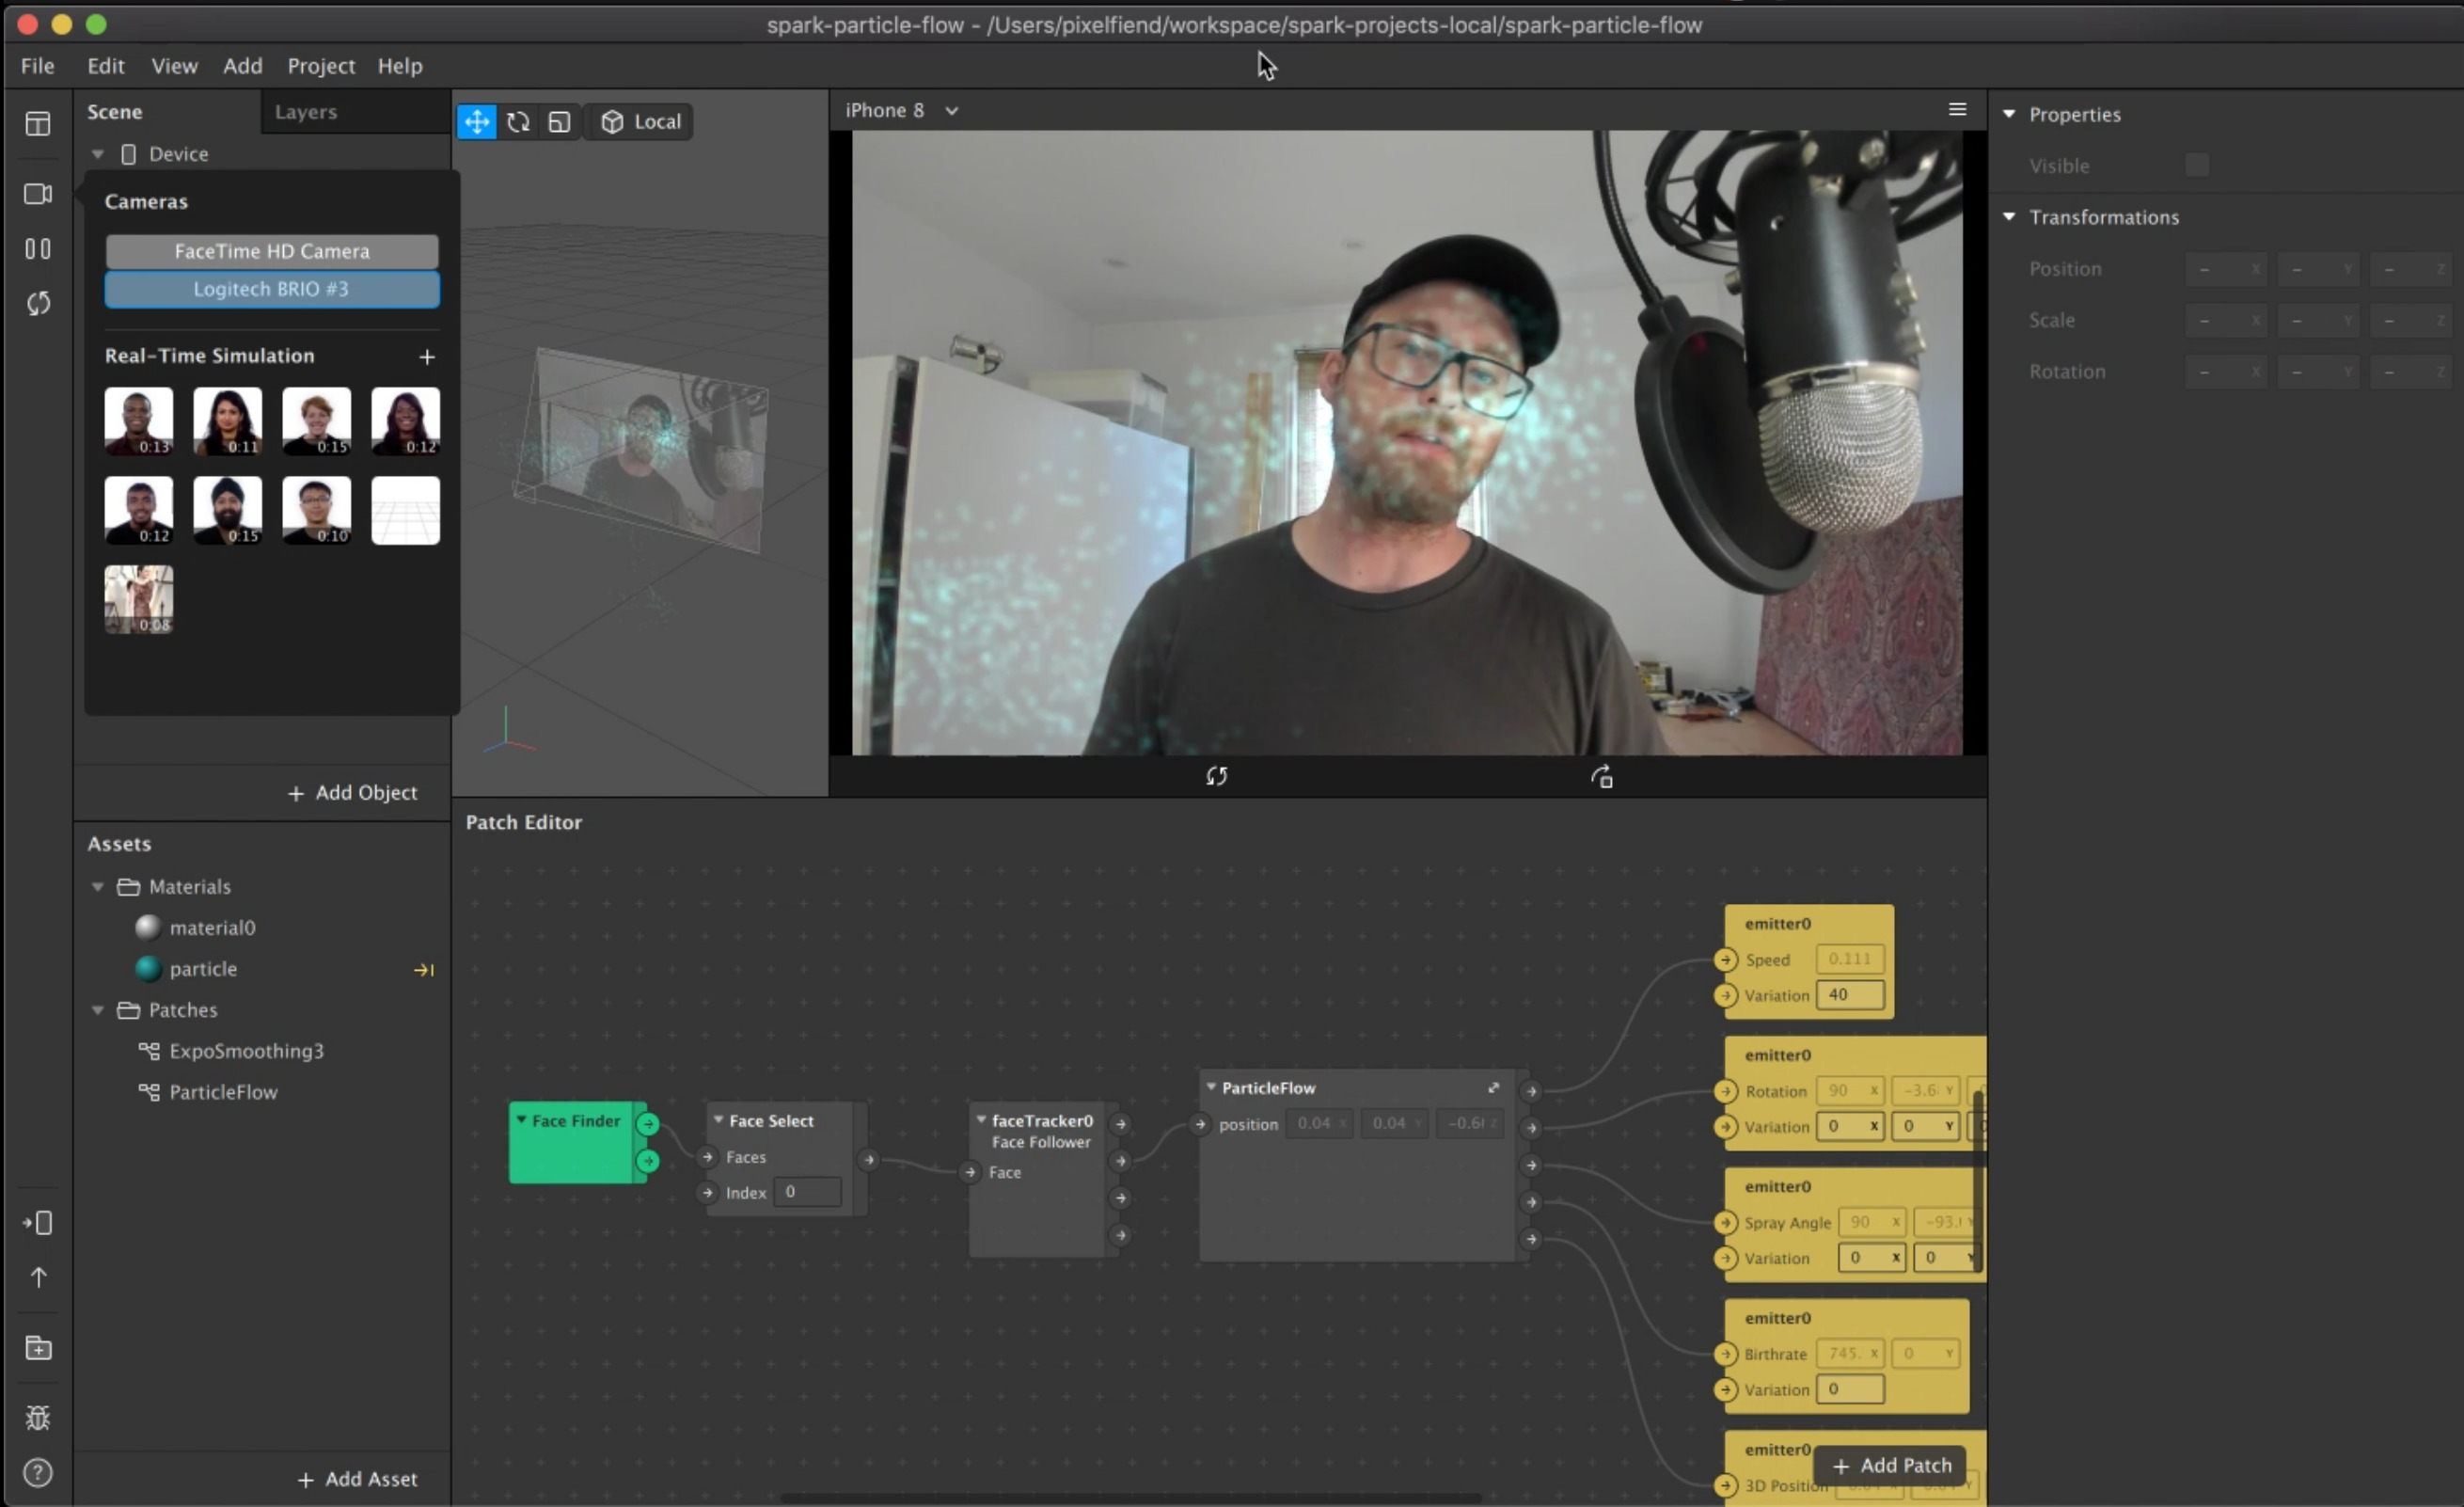 spark-particle-flow - /Users/pixelfiend/workspace/spark-projects-local/spark-particle-flow
File Edit View Add Project Help
Scene Layers
Device
Cameras
FaceTime HD Camera
Logitech BRIO #3
Real-Time Simulation +
0:13 0:11 0:15 0:12
0:12 0:15 0:10
0:08
+ Add Object
Assets
Materials
material0
particle
Patches
ExpoSmoothing3
ParticleFlow
+ Add Asset
Local
iPhone 8
Patch Editor
Face Finder
Face Select
Faces
Index 0
faceTracker0
Face Follower
Face
ParticleFlow
position 0.04 X 0.04 Y -0.6 Z
emitter0
Speed 0.111
Variation 40
emitter0
Rotation 90 X -3.6 Y
Variation 0 X 0 Y
emitter0
Spray Angle 90 X -93. Y
Variation 0 X 0 Y
emitter0
Birthrate 745. X 0 Y
Variation 0
emitter0
3D Position
+ Add Patch
Properties
Visible
Transformations
Position - X - Y - Z
Scale - X - Y - Z
Rotation - X - Y - Z
?